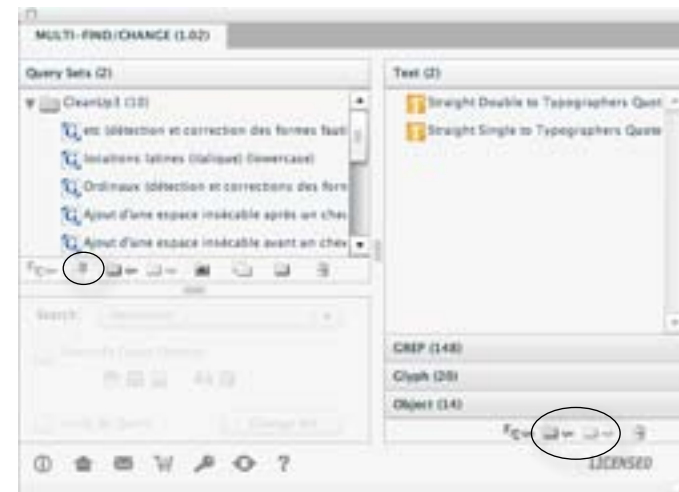 MULTI-FIND/CHANGE (1.02)
Query Sets (2)
CleanUp3 (10)
etc (détection et correction des formes faut
locutions latines (italique) (lowercase)
Ordinaux (détection et corrections des form
Ajout d'une espace insécable après un chev
Ajout d'une espace insécable avant un chev
Search:
Change All
Text (2)
Straight Double to Typographers Quot
Straight Single to Typographers Quote
GREP (148)
Glyph (20)
Object (14)
LICENSED